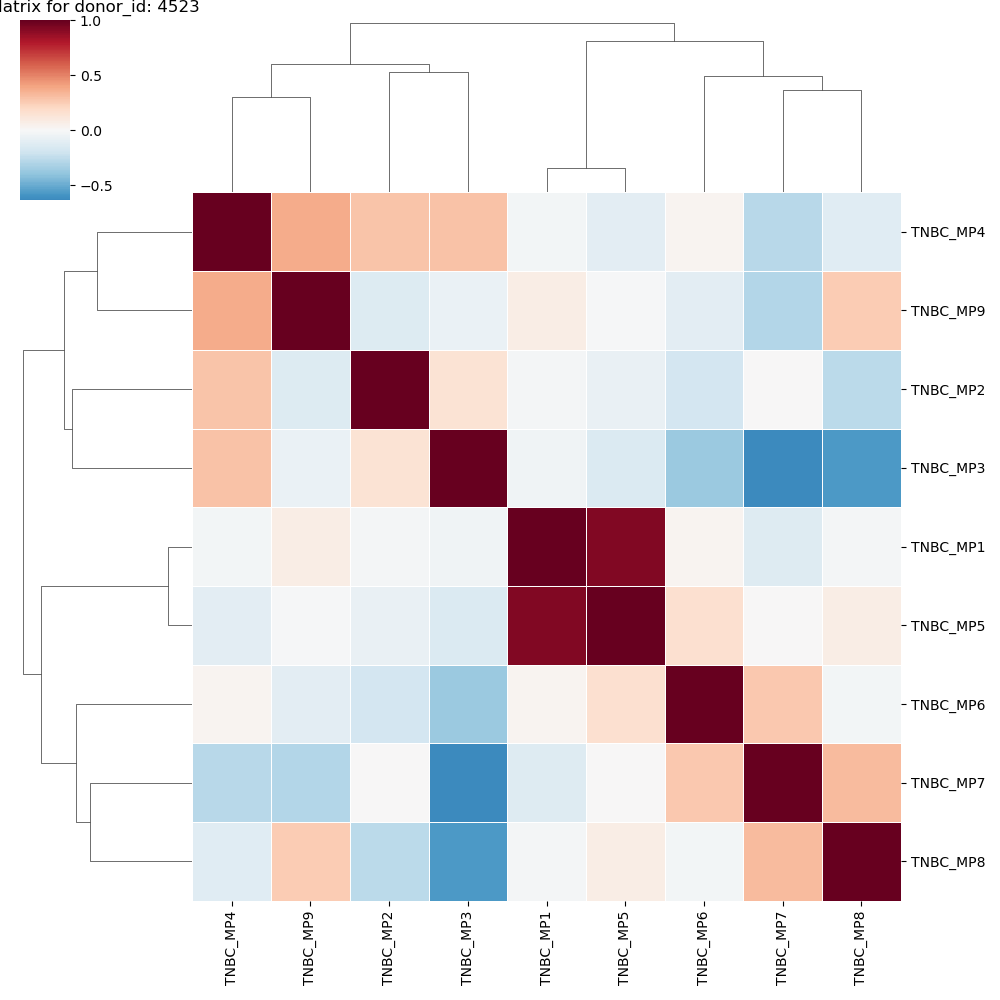 atrix for donor_id: 4523
1.0
0.5
0.0
−0.5
TNBC_MP4
TNBC_MP9
TNBC_MP2
TNBC_MP3
TNBC_MP1
TNBC_MP5
TNBC_MP6
TNBC_MP7
TNBC_MP8
TNBC_MP4
TNBC_MP9
TNBC_MP2
TNBC_MP3
TNBC_MP1
TNBC_MP5
TNBC_MP6
TNBC_MP7
TNBC_MP8